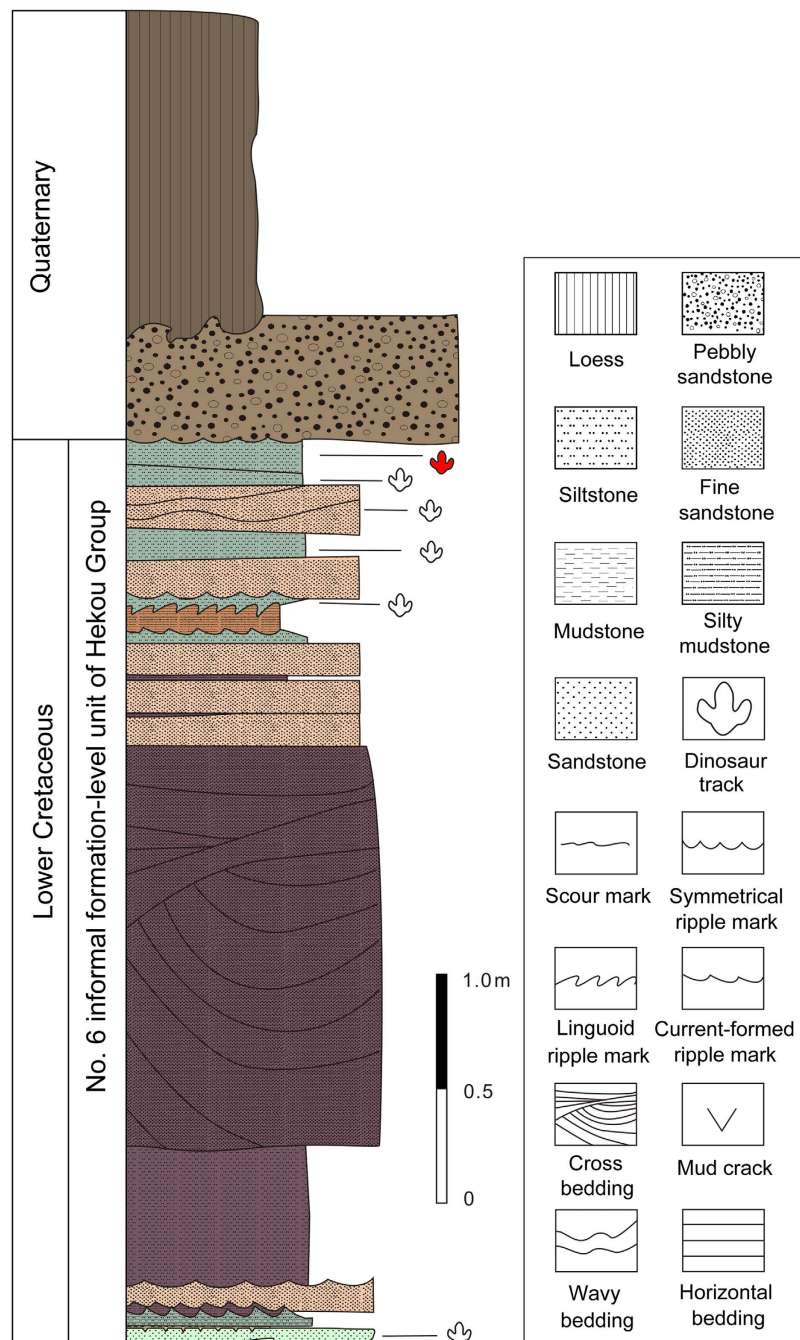 Quaternary
Lower Cretaceous
No. 6 informal formation-level unit of Hekou Group
1.0m
0.5
0
Loess
Pebbly
sandstone
Siltstone
Fine
sandstone
Mudstone
Silty
mudstone
Sandstone
Dinosaur
track
Scour mark
Symmetrical
ripple mark
Linguoid
ripple mark
Current-formed
ripple mark
Cross
bedding
Mud crack
Wavy
bedding
Horizontal
bedding